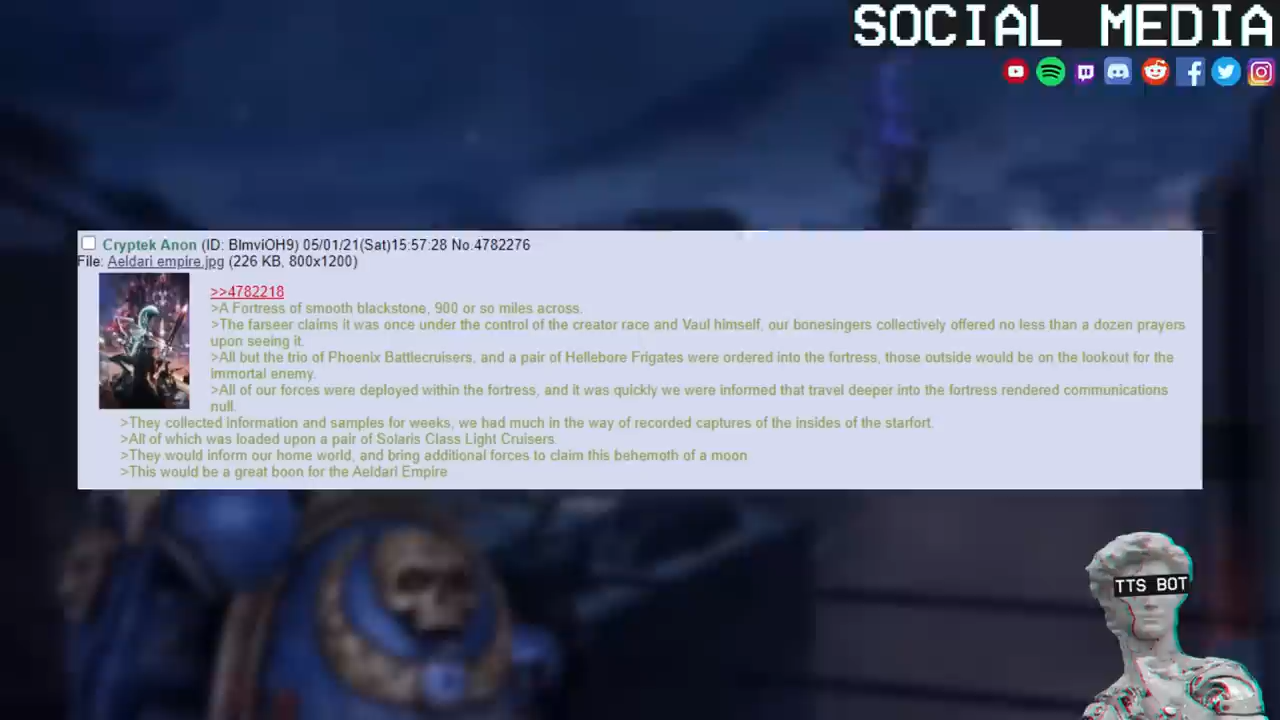 SOCIAL MEDIA
Cryptek Anon (ID: BImviOH9) 05/01/21(Sat)15:57:28 No.4782276
File: Aeldari empire.jpg (226 KB, 800x1200)
>>4782218
>A Fortress of smooth blackstone, 900 or so miles across.
>The farseer claims it was once under the control of the creator race and Vaul himself, our bonesingers collectively offered no less than a dozen prayers
upon seeing it.
>All but the trio of Phoenix Battlecruisers, and a pair of Hellebore Frigates were ordered into the fortress, those outside would be on the lookout for the
immortal enemy.
>All of our forces were deployed within the fortress, and it was quickly we were informed that travel deeper into the fortress rendered communications
null.
>They collected information and samples for weeks, we had much in the way of recorded captures of the insides of the starfort.
>All of which was loaded upon a pair of Solaris Class Light Cruisers.
>They would inform our home world, and bring additional forces to claim this behemoth of a moon
>This would be a great boon for the Aeldari Empire
TTS BOT